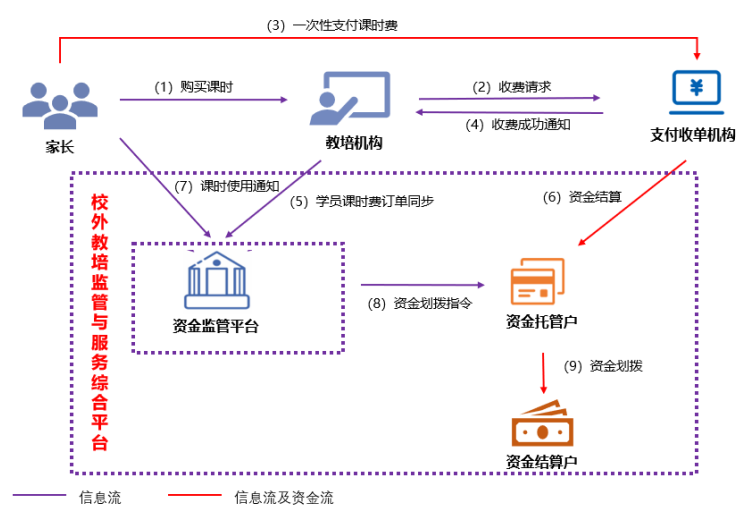 (3) 一次性支付课时费
(1) 购买课时
(2) 收费请求
(4) 收费成功通知
家长
教培机构
支付收单机构
(7) 课时使用通知
(5) 学员课时费订单同步
(6) 资金结算
校外教培监管与服务综合平台
资金监管平台
(8) 资金划拨指令
资金托管户
(9) 资金划拨
资金结算户
信息流
信息流及资金流